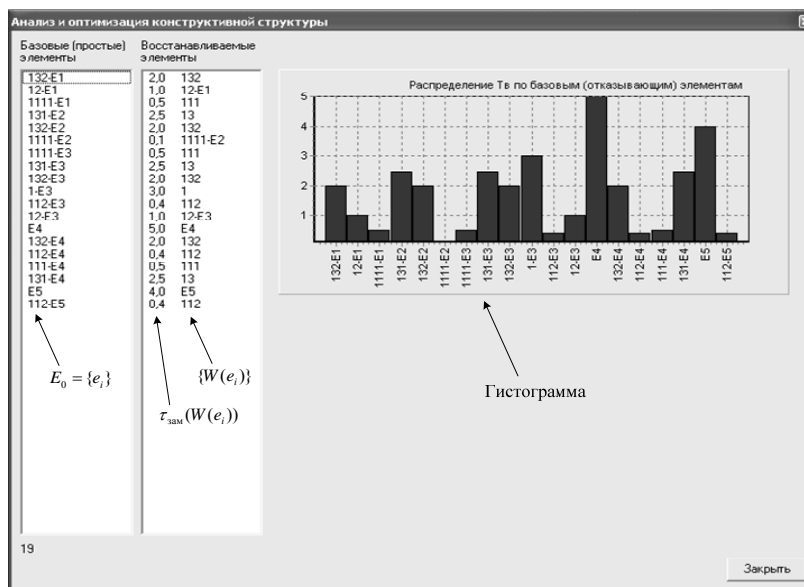 Анализ и оптимизация конструктивной структуры
Базовые (простые) элементы
Восстанавливаемые элементы
132-E1
12-E1
1111-E1
131-E2
132-E2
1111-E2
1111-E3
131-E3
132-E3
1-E3
112-E3
12-E3
E4
132-E4
112-E4
111-E4
131-E4
E5
112-E5
2,0 132
1,0 12-E1
0,5 111
2,5 13
2,0 132
0,1 1111-E2
0,5 111
2,5 13
2,0 132
3,0 1
0,4 112
1,0 12-E3
5,0 E4
2,0 132
0,4 112
0,5 111
2,5 13
4,0 E5
0,4 112
E₀ = {eᵢ}
τзам(W(eᵢ))
{W(eᵢ)}
Распределение Тв по базовым (отказывающим) элементам
5
4
3
2
1
132-E1
12-E1
1111-E1
131-E2
132-E2
1111-E2
1111-E3
131-E3
132-E3
1-E3
112-E3
12-E3
E4
132-E4
112-E4
111-E4
131-E4
E5
112-E5
Гистограмма
19
Закрыть